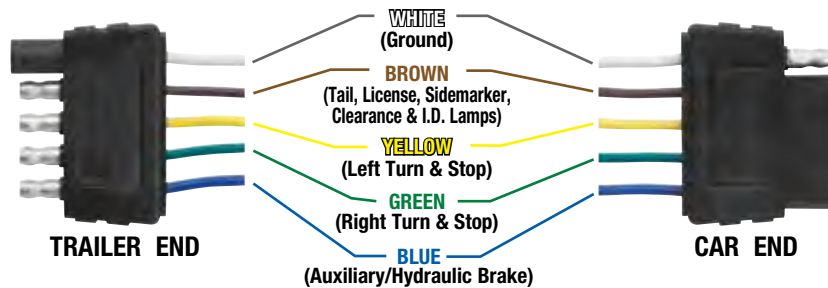 WHITE
(Ground)
BROWN
(Tail, License, Sidemarker,
Clearance & I.D. Lamps)
YELLOW
(Left Turn & Stop)
GREEN
(Right Turn & Stop)
BLUE
(Auxiliary/Hydraulic Brake)
TRAILER END
CAR END